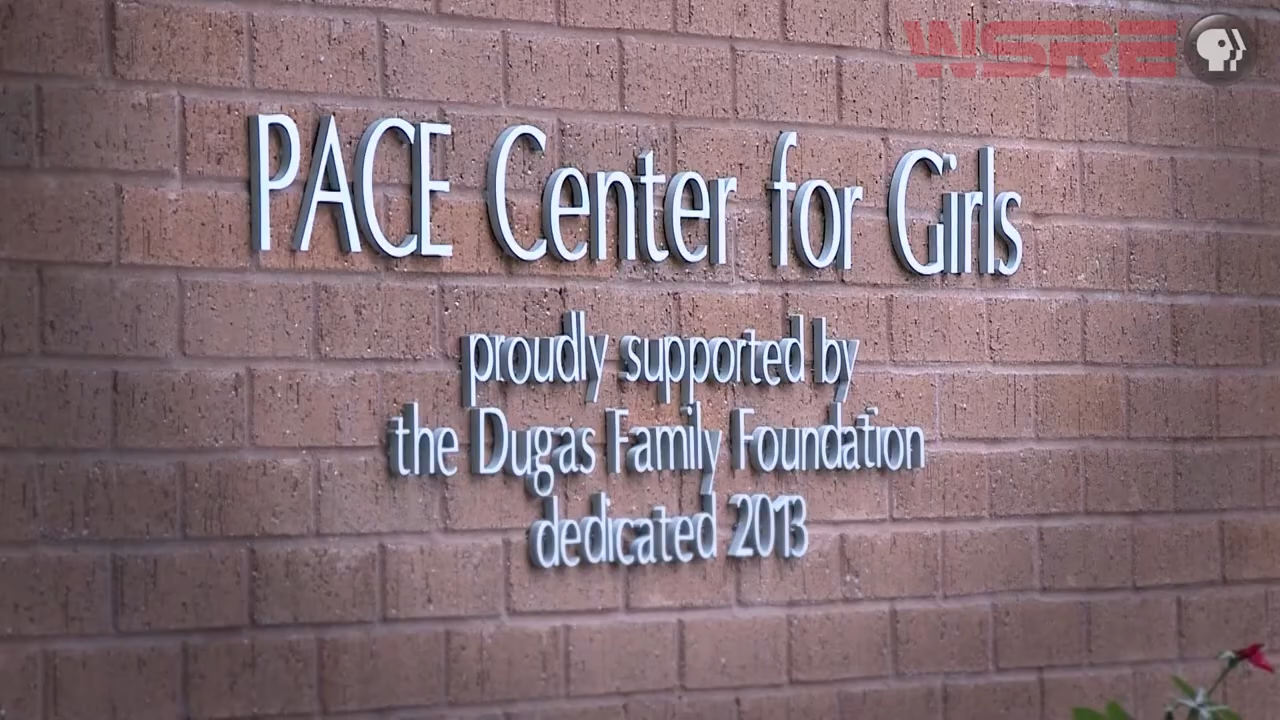 WSRE
PACE Center for Girls
proudly supported by
the Dugas Family Foundation
dedicated 2013